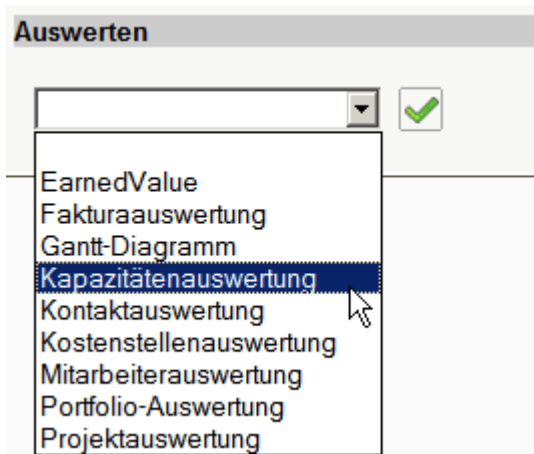 Auswerten
EarnedValue
Fakturaauswertung
Gantt-Diagramm
Kapazitätenauswertung
Kontaktauswertung
Kostenstellenauswertung
Mitarbeiterauswertung
Portfolio-Auswertung
Projektauswertung